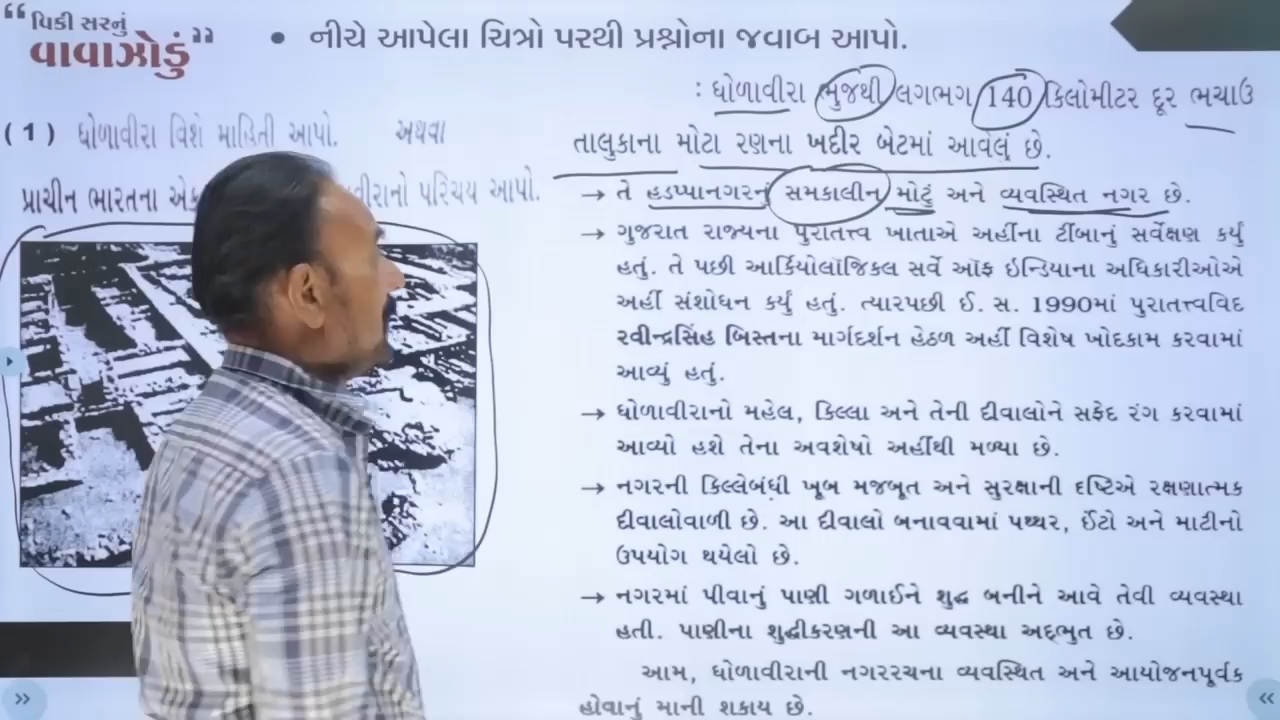 “ વિકી સરનું
વાવાઝોડું ”
• નીચે આપેલા ચિત્રો પરથી પ્રશ્નોના જવાબ આપો.
( 1 ) ધોળાવીરા વિશે માહિતી આપો. અથવા
પ્રાચીન ભારતના પરિચય આપો.
: ધોળાવીરા ભુજથી લગભગ 140 કિલોમીટર દૂર ભચાઉ
તાલુકાના મોટા રણના ખદીર બેટમાં આવેલું છે.
→ તે હડપ્પાનગરનું સમકાલીન મોટું અને વ્યવસ્થિત નગર છે.
→ ગુજરાત રાજ્યના પુરાતત્ત્વ ખાતાએ અહીંના ટીંબાનું સર્વેક્ષણ કર્યું
હતું. તે પછી આર્કિયોલૉજિકલ સર્વે ઑફ ઇન્ડિયાના અધિકારીઓએ
અહીં સંશોધન કર્યું હતું. ત્યારપછી ઈ. સ. 1990માં પુરાતત્ત્વવિદ
રવીન્દ્રસિંહ બિસ્તના માર્ગદર્શન હેઠળ અહીં વિશેષ ખોદકામ કરવામાં
આવ્યું હતું.
→ ધોળાવીરાનો મહેલ, કિલ્લા અને તેની દીવાલોને સફેદ રંગ કરવામાં
આવ્યો હશે તેના અવશેષો અહીંથી મળ્યા છે.
→ નગરની કિલ્લેબંધી ખૂબ મજબૂત અને સુરક્ષાની દષ્ટિએ રક્ષણાત્મક
દીવાલોવાળી છે. આ દીવાલો બનાવવામાં પથ્થર, ઈંટો અને માટીનો
ઉપયોગ થયેલો છે.
→ નગરમાં પીવાનું પાણી ગળાઈને શુદ્ધ બનીને આવે તેવી વ્યવસ્થા
હતી. પાણીના શુદ્ધીકરણની આ વ્યવસ્થા અદ્ભુત છે.
આમ, ધોળાવીરાની નગરરચના વ્યવસ્થિત અને આયોજનપૂર્વક
હોવાનું માની શકાય છે.